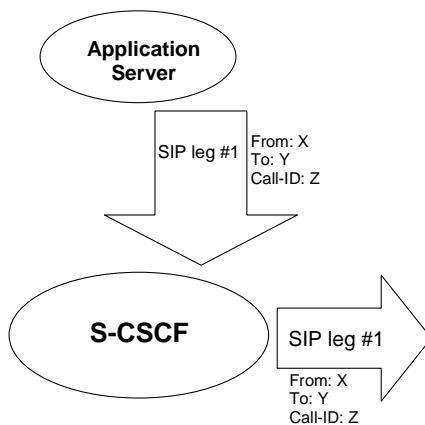 Application
Server
SIP leg #1
From: X
To: Y
Call-ID: Z
S-CSCF
SIP leg #1
From: X
To: Y
Call-ID: Z